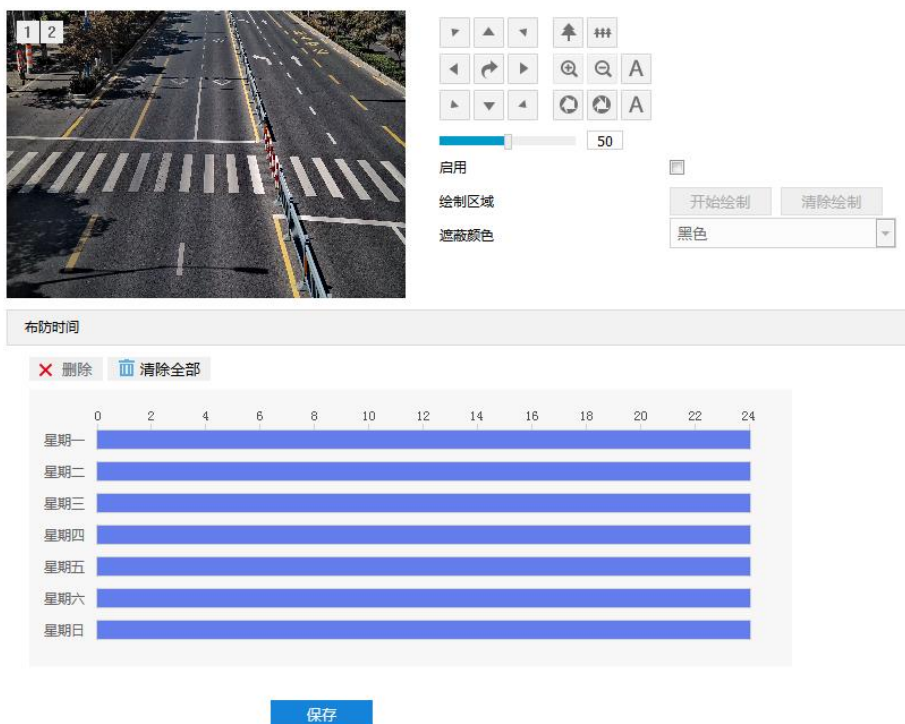 1 2
A
A
50
启用
绘制区域 开始绘制 清除绘制
遮蔽颜色 黑色
布防时间
删除 清除全部
0 2 4 6 8 10 12 14 16 18 20 22 24
星期一
星期二
星期三
星期四
星期五
星期六
星期日
保存